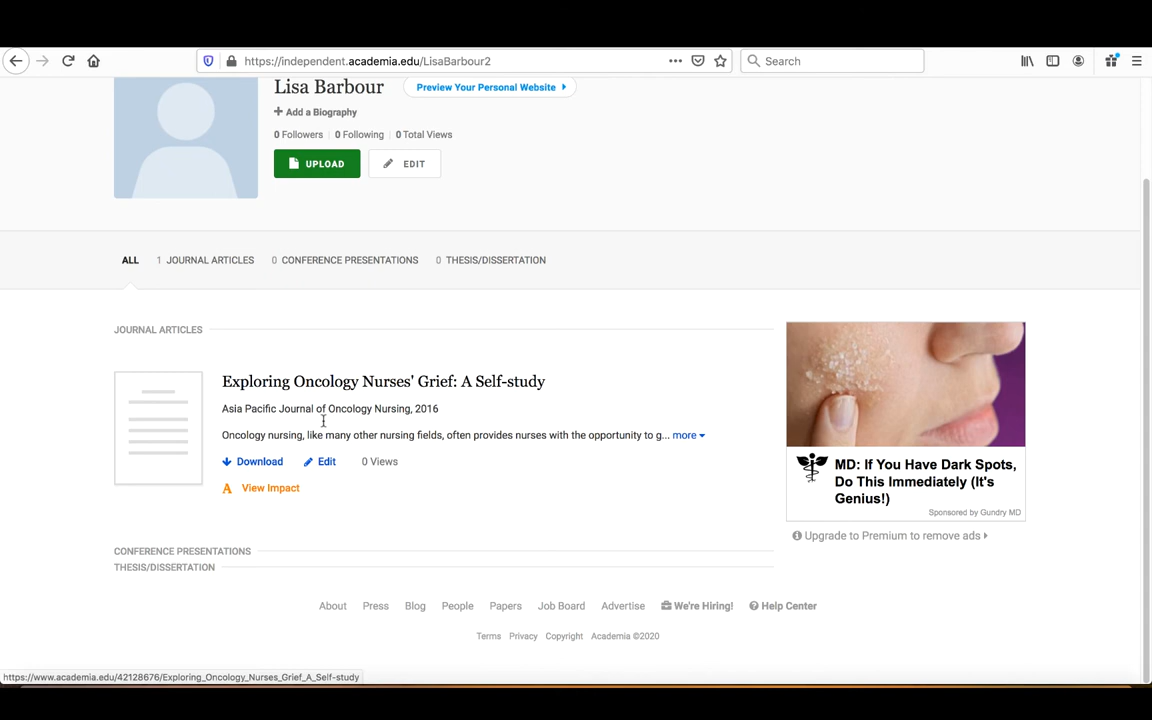 https://independent.academia.edu/LisaBarbour2
Search
Lisa Barbour
Preview Your Personal Website
Add a Biography
0 Followers | 0 Following | 0 Total Views
UPLOAD
EDIT
ALL
1 JOURNAL ARTICLES
0 CONFERENCE PRESENTATIONS
0 THESIS/DISSERTATION
JOURNAL ARTICLES
Exploring Oncology Nurses' Grief: A Self-study
Asia Pacific Journal of Oncology Nursing, 2016
Oncology nursing, like many other nursing fields, often provides nurses with the opportunity to g... more
Download
Edit
0 Views
A View Impact
MD: If You Have Dark Spots,
Do This Immediately (It's
Genius!)
Sponsored by Gundry MD
Upgrade to Premium to remove ads
CONFERENCE PRESENTATIONS
THESIS/DISSERTATION
About Press Blog People Papers Job Board Advertise We're Hiring! Help Center
Terms Privacy Copyright Academia ©2020
https://www.academia.edu/42128676/Exploring_Oncology_Nurses_Grief_A_Self-study